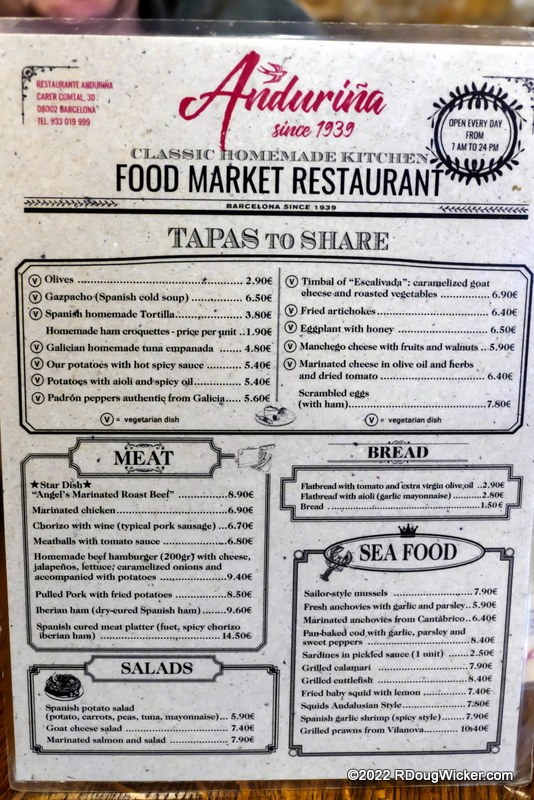 RESTAURANTE ANDURIÑA
CARER COMTAL, 30
08002 BARCELONA
TEL. 933 019 999
Anduriña
since 1939
OPEN EVERY DAY
FROM
7 AM TO 24 PM
CLASSIC HOMEMADE KITCHEN
FOOD MARKET RESTAURANT
BARCELONA SINCE 1939
TAPAS TO SHARE
V Olives ........ 2.90€
V Gazpacho (Spanish cold soup) ........ 6.50€
V Spanish homemade Tortilla ........ 3.80€
Homemade ham croquettes - price per unit ..1.90€
V Galician homemade tuna empanada ........ 4.80€
V Our potatoes with hot spicy sauce ........ 5.40€
V Potatoes with aioli and spicy oil ........ 5.40€
V Padrón peppers authentic from Galicia ..... 5.60€
V = vegetarian dish
V Timbal of "Escalivada": caramelized goat
cheese and roasted vegetables ........ 6.90€
V Fried artichokes ........ 6.40€
V Eggplant with honey ........ 6.50€
V Manchego cheese with fruits and walnuts .. 5.90€
V Marinated cheese in olive oil and herbs
and dried tomato ........ 6.40€
Scrambled eggs
(with ham) ........ 7.80€
V = vegetarian dish
MEAT
★Star Dish★
"Angel's Marinated Roast Beef" ........ 8.90€
Marinated chicken ........ 6.90€
Chorizo with wine (typical pork sausage) ... 6.70€
Meatballs with tomato sauce ........ 6.80€
Homemade beef hamburger (200gr) with cheese,
jalapeños, lettuce, caramelized onions and
accompanied with potatoes ........ 9.40€
Pulled Pork with fried potatoes ........ 8.50€
Iberian ham (dry-cured Spanish ham) ...... 9.60€
Spanish cured meat platter (fuet, spicy chorizo
iberian ham) ........ 14.50€
SALADS
Spanish potato salad
(potato, carrots, peas, tuna, mayonnaise) ... 5.90€
Goat cheese salad ........ 7.40€
Marinated salmon and salad ........ 7.90€
BREAD
Flatbread with tomato and extra virgin olive oil ..2.90€
Flatbread with aioli (garlic mayonnaise) ........ 2.80€
Bread ........ 1.50€
SEA FOOD
Sailor-style mussels ........ 7.90€
Fresh anchovies with garlic and parsley.. 5.90€
Marinated anchovies from Cantábrico.. 6.40€
Pan-baked cod with garlic, parsley and
sweet peppers ........ 8.40€
Sardines in pickled sauce (1 unit) ..... 2.50€
Grilled calamari ........ 7.90€
Grilled cuttlefish ........ 8.40€
Fried baby squid with lemon ........ 7.40€
Squids Andalusian Style ........ 7.80€
Spanish garlic shrimp (spicy style) ...... 7.90€
Grilled prawns from Vilanova ........ 10.40€
©2022 RDougWicker.com